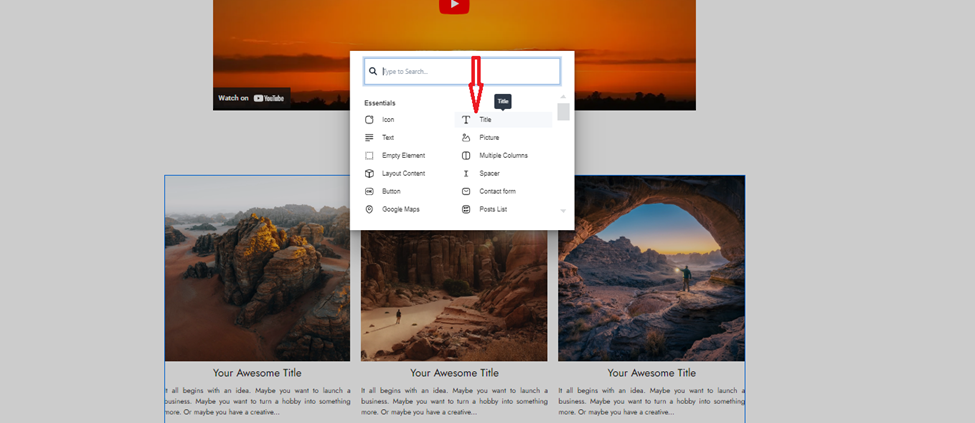 Watch on YouTube
Type to Search...
Essentials
Title
Icon
Title
Text
Picture
Empty Element
Multiple Columns
Layout Content
Spacer
Button
Contact form
Google Maps
Posts List
Your Awesome Title
It all begins with an idea. Maybe you want to launch a
business. Maybe you want to turn a hobby into something
more. Or maybe you have a creative...
Your Awesome Title
It all begins with an idea. Maybe you want to launch a
business. Maybe you want to turn a hobby into something
more. Or maybe you have a creative...
Your Awesome Title
It all begins with an idea. Maybe you want to launch a
business. Maybe you want to turn a hobby into something
more. Or maybe you have a creative...